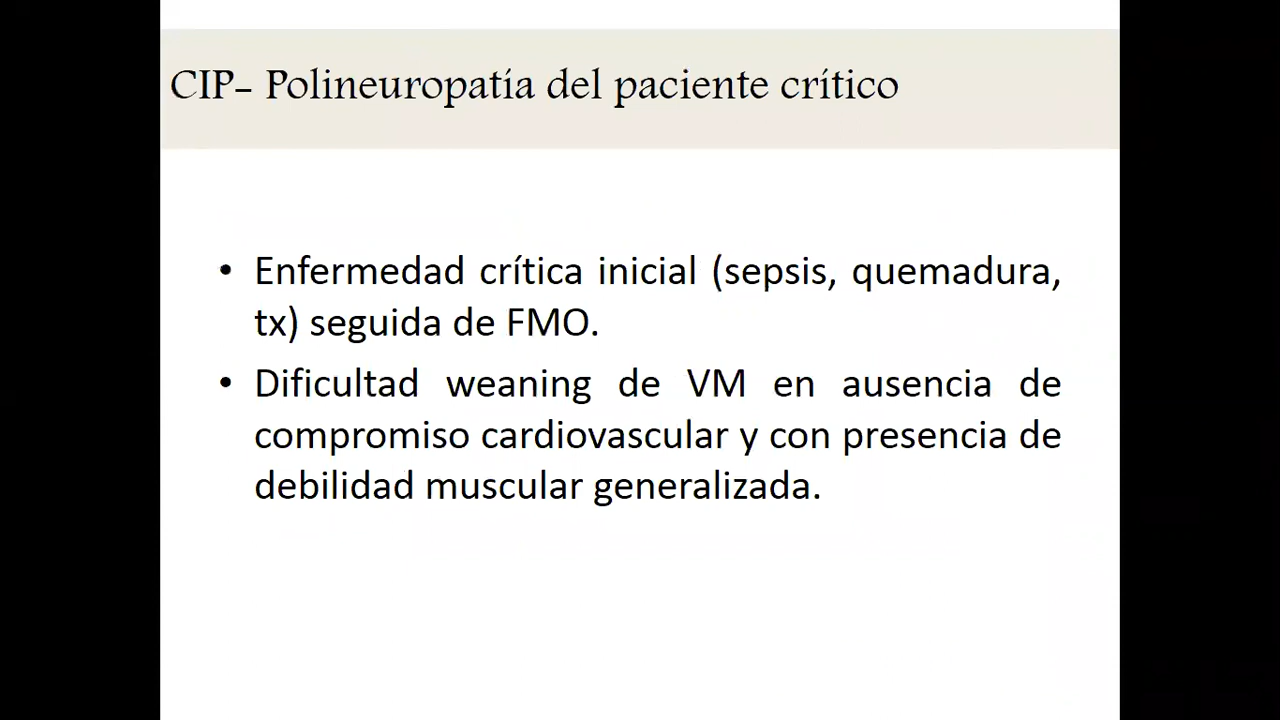 CIP– Polineuropatía del paciente crítico
• Enfermedad crítica inicial (sepsis, quemadura,
tx) seguida de FMO.
• Dificultad weaning de VM en ausencia de
compromiso cardiovascular y con presencia de
debilidad muscular generalizada.